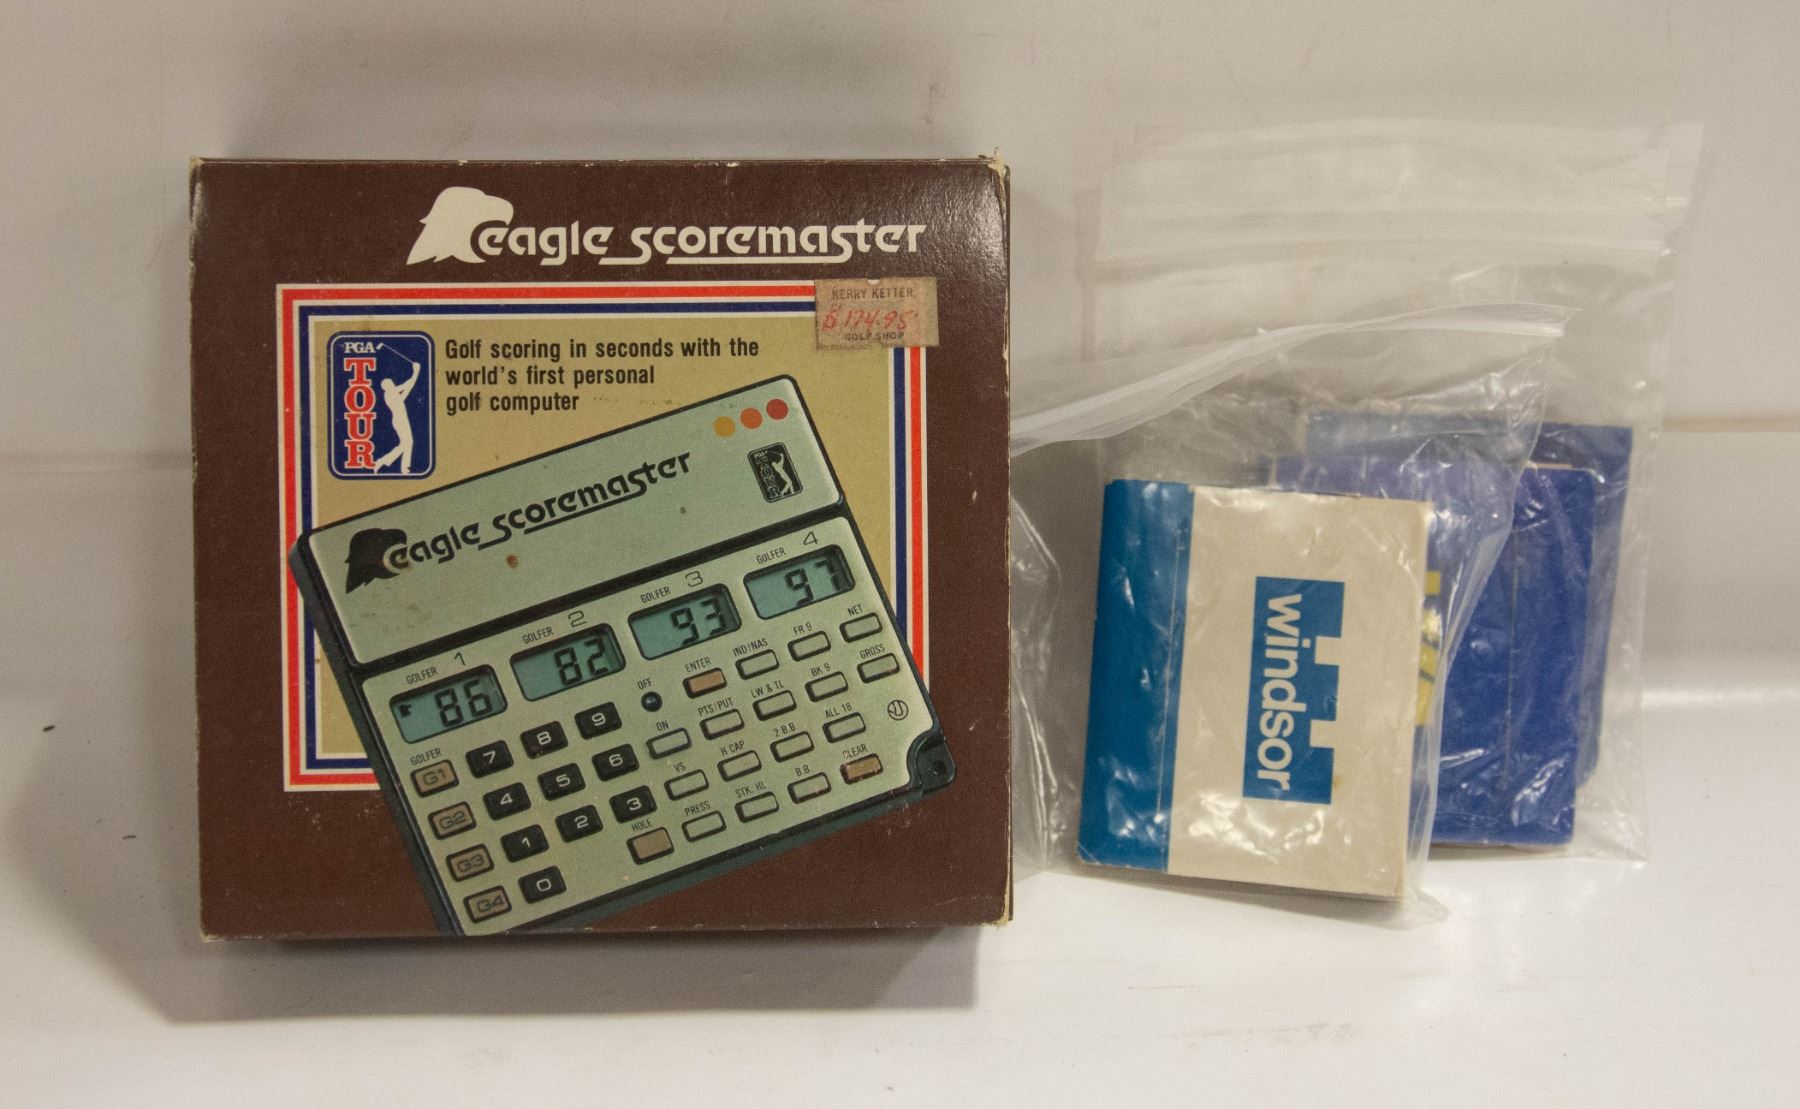 eagle scoremaster
KERRY KETTER
$174.95
GOLF SHOP
PGA
TOUR
Golf scoring in seconds with the
world's first personal
golf computer
eagle scoremaster
PGA
TOUR
GOLFER 1
GOLFER 2
GOLFER 3
GOLFER 4
86
82
93
97
GOLFER
G1
7
8
9
OFF
ENTER
IND/NAS
FR 9
NET
G2
4
5
6
ON
PTS/PUT
LW & TL
BK 9
GROSS
G3
1
2
3
VS
H CAP
2 B.B
ALL 18
G4
0
HOLE
PRESS
STK. HL
B.B.
CLEAR
windsor